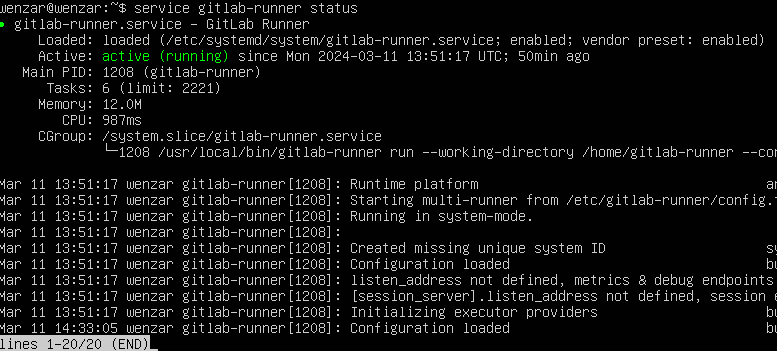 wenzar@wenzar:~$ service gitlab-runner status
● gitlab-runner.service - GitLab Runner
     Loaded: loaded (/etc/systemd/system/gitlab-runner.service; enabled; vendor preset: enabled)
     Active: active (running) since Mon 2024-03-11 13:51:17 UTC; 50min ago
   Main PID: 1208 (gitlab-runner)
      Tasks: 6 (limit: 2221)
     Memory: 12.0M
        CPU: 987ms
     CGroup: /system.slice/gitlab-runner.service
             └─1208 /usr/local/bin/gitlab-runner run --working-directory /home/gitlab-runner --con
Mar 11 13:51:17 wenzar gitlab-runner[1208]: Runtime platform                                    a
Mar 11 13:51:17 wenzar gitlab-runner[1208]: Starting multi-runner from /etc/gitlab-runner/config.
Mar 11 13:51:17 wenzar gitlab-runner[1208]: Running in system-mode.
Mar 11 13:51:17 wenzar gitlab-runner[1208]:
Mar 11 13:51:17 wenzar gitlab-runner[1208]: Created missing unique system ID                    sy
Mar 11 13:51:17 wenzar gitlab-runner[1208]: Configuration loaded                                bu
Mar 11 13:51:17 wenzar gitlab-runner[1208]: listen_address not defined, metrics & debug endpoints
Mar 11 13:51:17 wenzar gitlab-runner[1208]: [session_server].listen_address not defined, session e
Mar 11 13:51:17 wenzar gitlab-runner[1208]: Initializing executor providers                     bu
Mar 11 14:33:05 wenzar gitlab-runner[1208]: Configuration loaded                                bu
lines 1-20/20 (END)